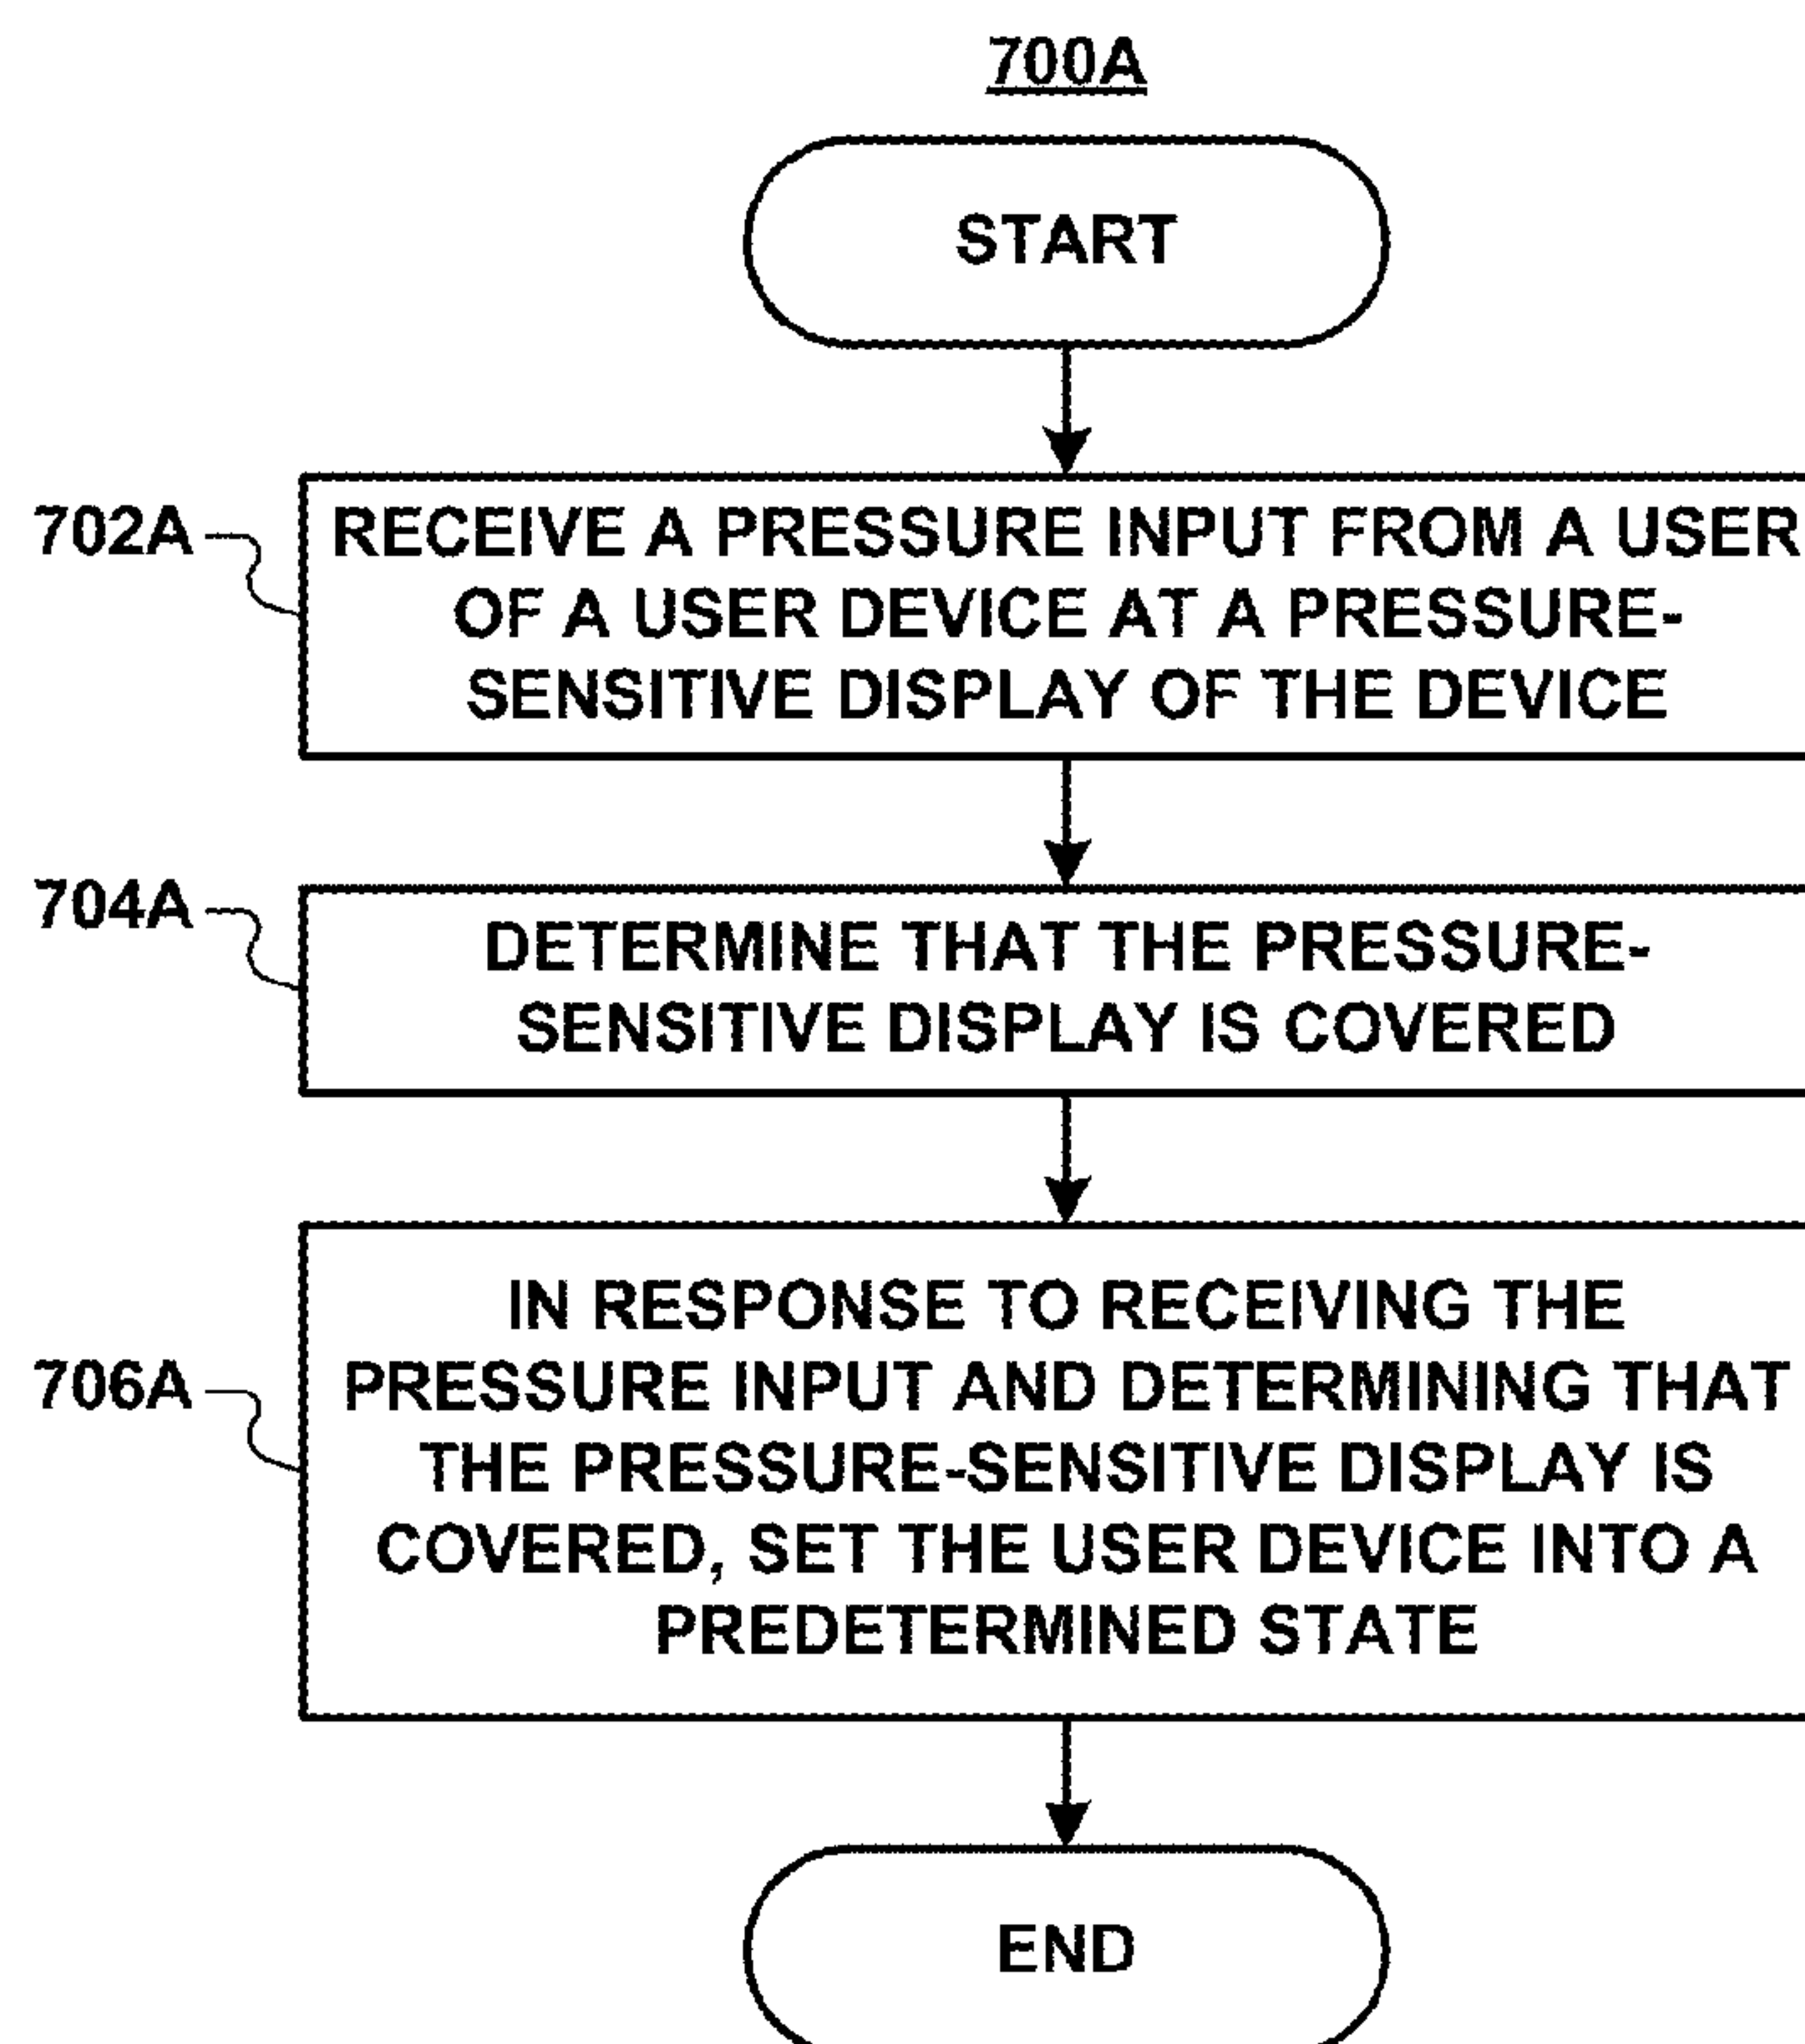 700A
START
702A
RECEIVE A PRESSURE INPUT FROM A USER
OF A USER DEVICE AT A PRESSURE-
SENSITIVE DISPLAY OF THE DEVICE
704A
DETERMINE THAT THE PRESSURE-
SENSITIVE DISPLAY IS COVERED
706A
IN RESPONSE TO RECEIVING THE
PRESSURE INPUT AND DETERMINING THAT
THE PRESSURE-SENSITIVE DISPLAY IS
COVERED, SET THE USER DEVICE INTO A
PREDETERMINED STATE
END